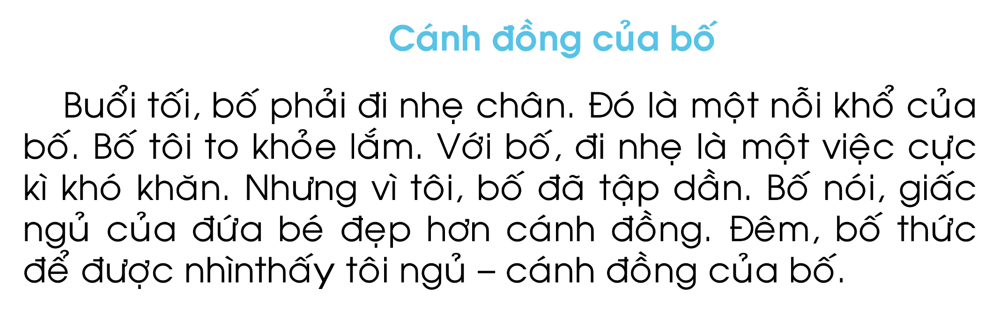 Cánh đồng của bố
Buổi tối, bố phải đi nhẹ chân. Đó là một nỗi khổ của
bố. Bố tôi to khỏe lắm. Với bố, đi nhẹ là một việc cực
kì khó khăn. Nhưng vì tôi, bố đã tập dần. Bố nói, giấc
ngủ của đứa bé đẹp hơn cánh đồng. Đêm, bố thức
để được nhìnthấy tôi ngủ – cánh đồng của bố.